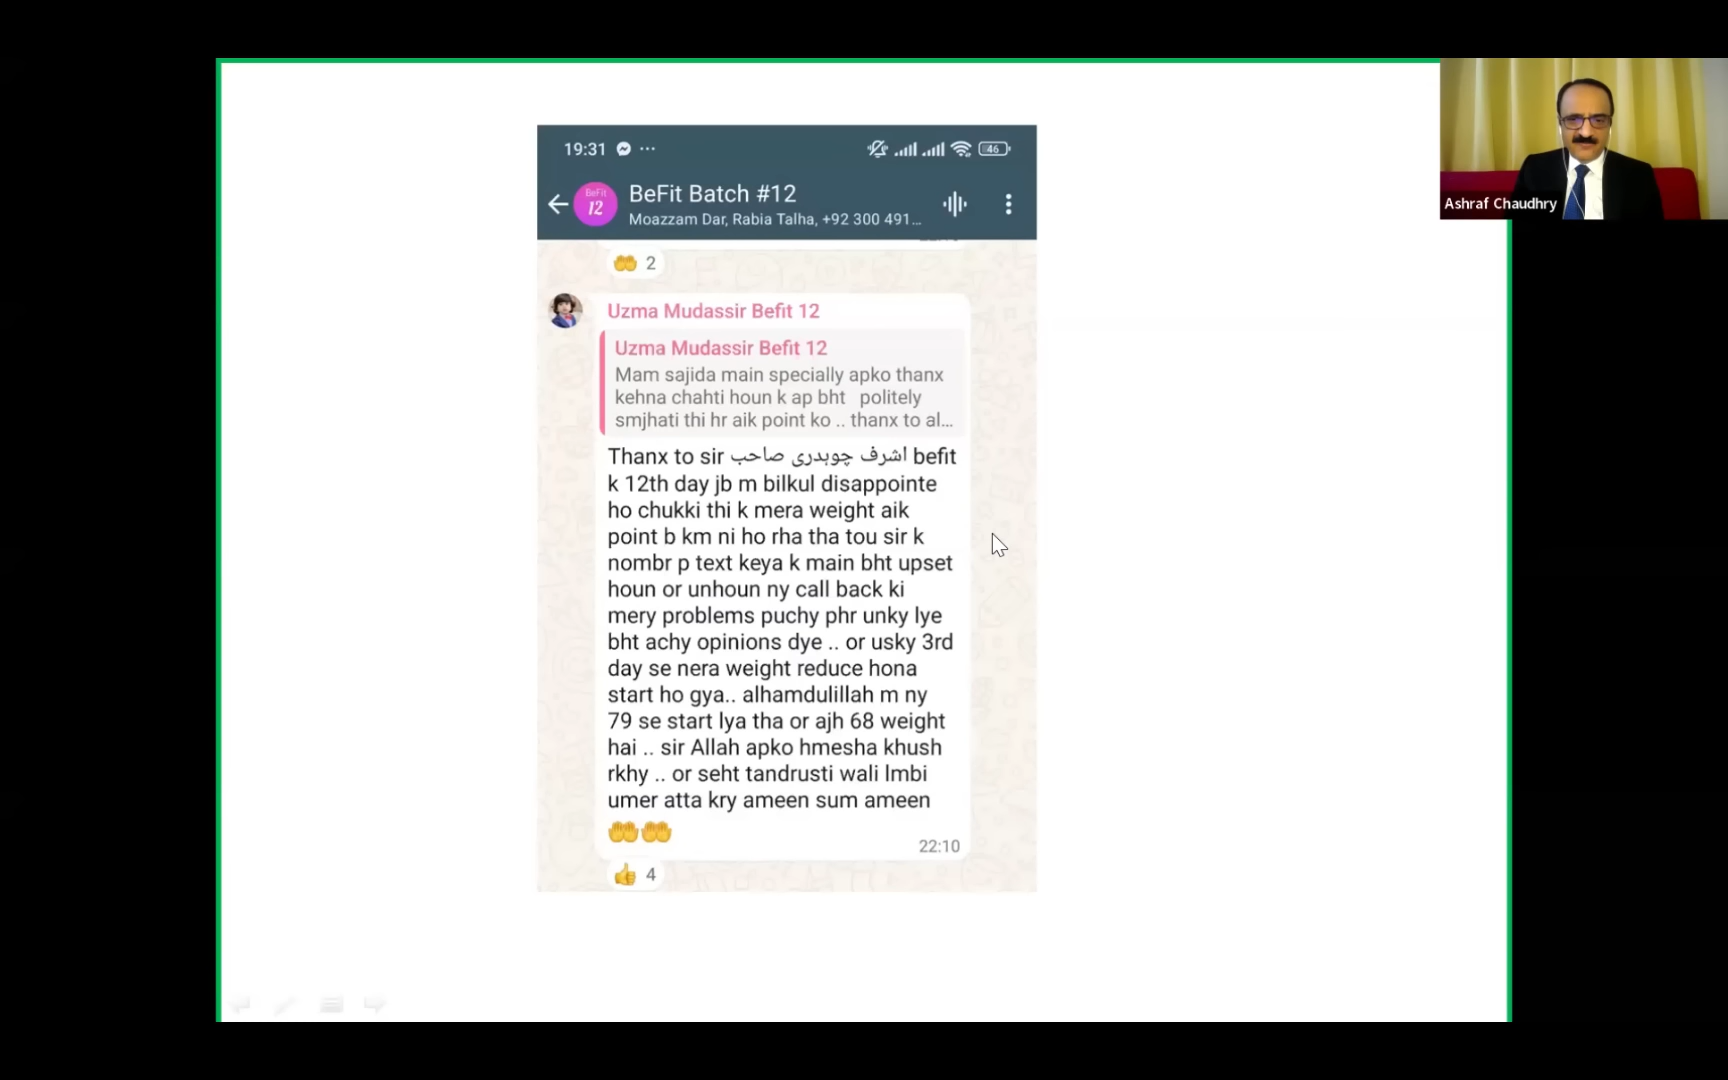 19:31
46
BeFit
12
BeFit Batch #12
Moazzam Dar, Rabia Talha, +92 300 491...
2
Uzma Mudassir Befit 12
Uzma Mudassir Befit 12
Mam sajida main specially apko thanx
kehna chahti houn k ap bht politely
smjhati thi hr aik point ko .. thanx to al...
Thanx to sir اشرف چوہدری صاحب befit
k 12th day jb m bilkul disappointe
ho chukki thi k mera weight aik
point b km ni ho rha tha tou sir k
nombr p text keya k main bht upset
houn or unhoun ny call back ki
mery problems puchy phr unky lye
bht achy opinions dye .. or usky 3rd
day se nera weight reduce hona
start ho gya.. alhamdulillah m ny
79 se start lya tha or ajh 68 weight
hai .. sir Allah apko hmesha khush
rkhy .. or seht tandrusti wali lmbi
umer atta kry ameen sum ameen
🤲🤲
22:10
4
Ashraf Chaudhry